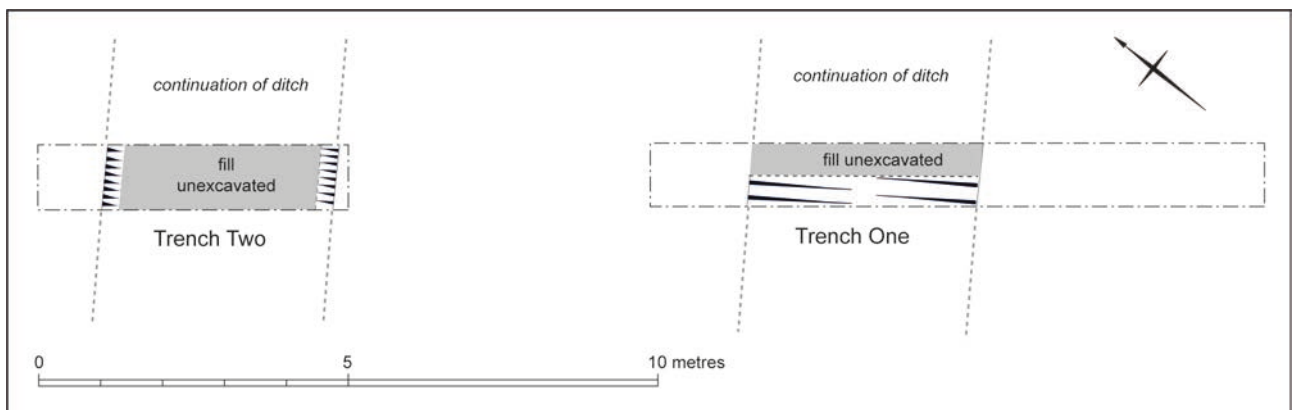 continuation of ditch
continuation of ditch
fill
unexcavated
fill unexcavated
Trench Two
Trench One
0
5
10 metres